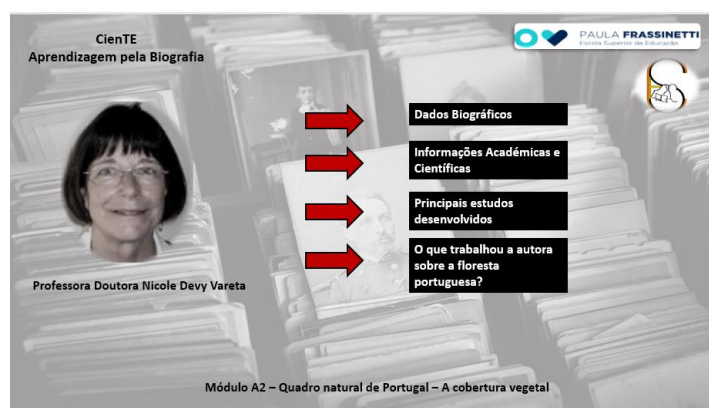 CienTE
Aprendizagem pela Biografia
PAULA FRASSINETTI
Escola Superior de Educação
Dados Biográficos
Informações Académicas e
Científicas
Principais estudos
desenvolvidos
O que trabalhou a autora
sobre a floresta
portuguesa?
Professora Doutora Nicole Devy Vareta
Módulo A2 – Quadro natural de Portugal – A cobertura vegetal